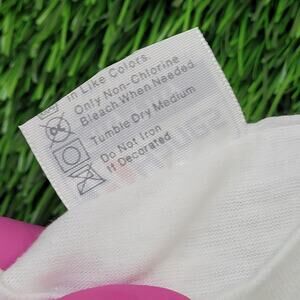 in Like Colors.
Only Non-Chlorine
Bleach When Needed
Tumble Dry Medium
Do Not Iron
If Decorated